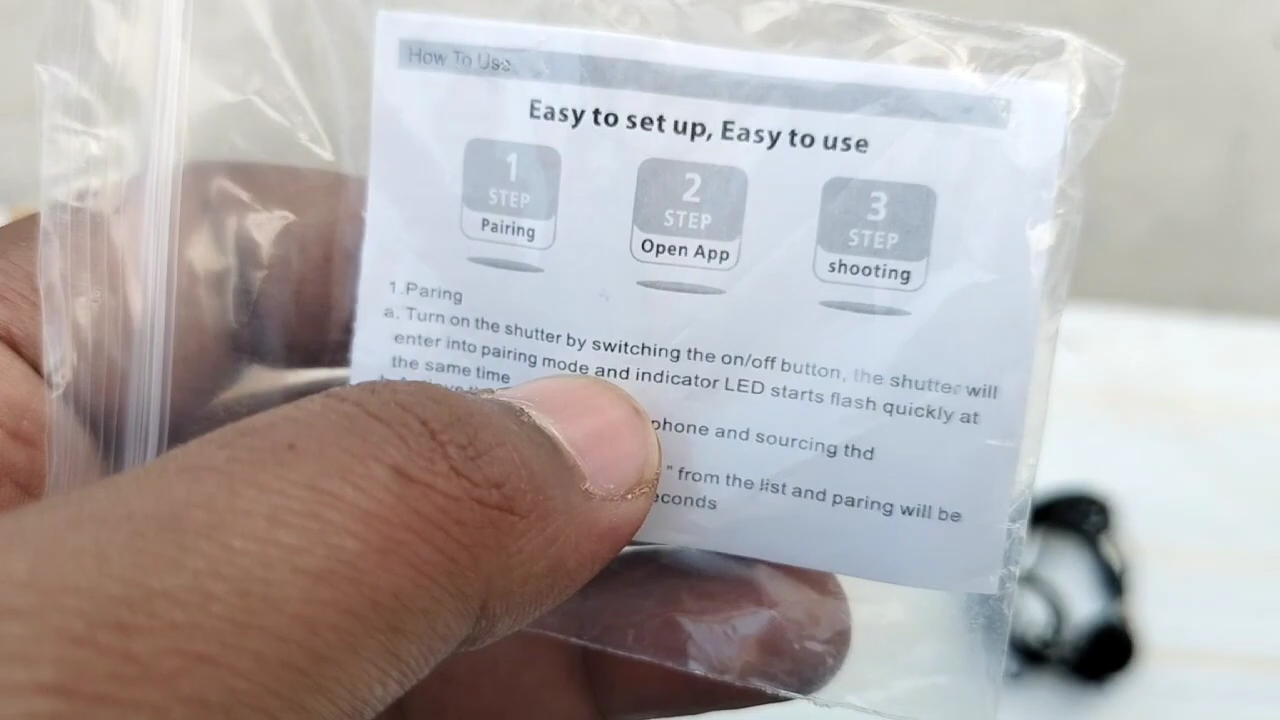 How To Use
Easy to set up, Easy to use
1
STEP
Pairing
2
STEP
Open App
3
STEP
shooting
1.Paring
a. Turn on the shutter by switching the on/off button, the shutter will
enter into pairing mode and indicator LED starts flash quickly at
the same time
phone and sourcing thd
" from the list and paring will be